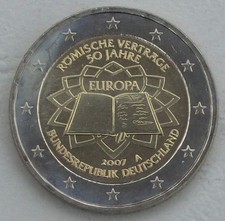 RÖMISCHE VERTRÄGE
50 JAHRE
EUROPA
2007 A
BUNDESREPUBLIK DEUTSCHLAND